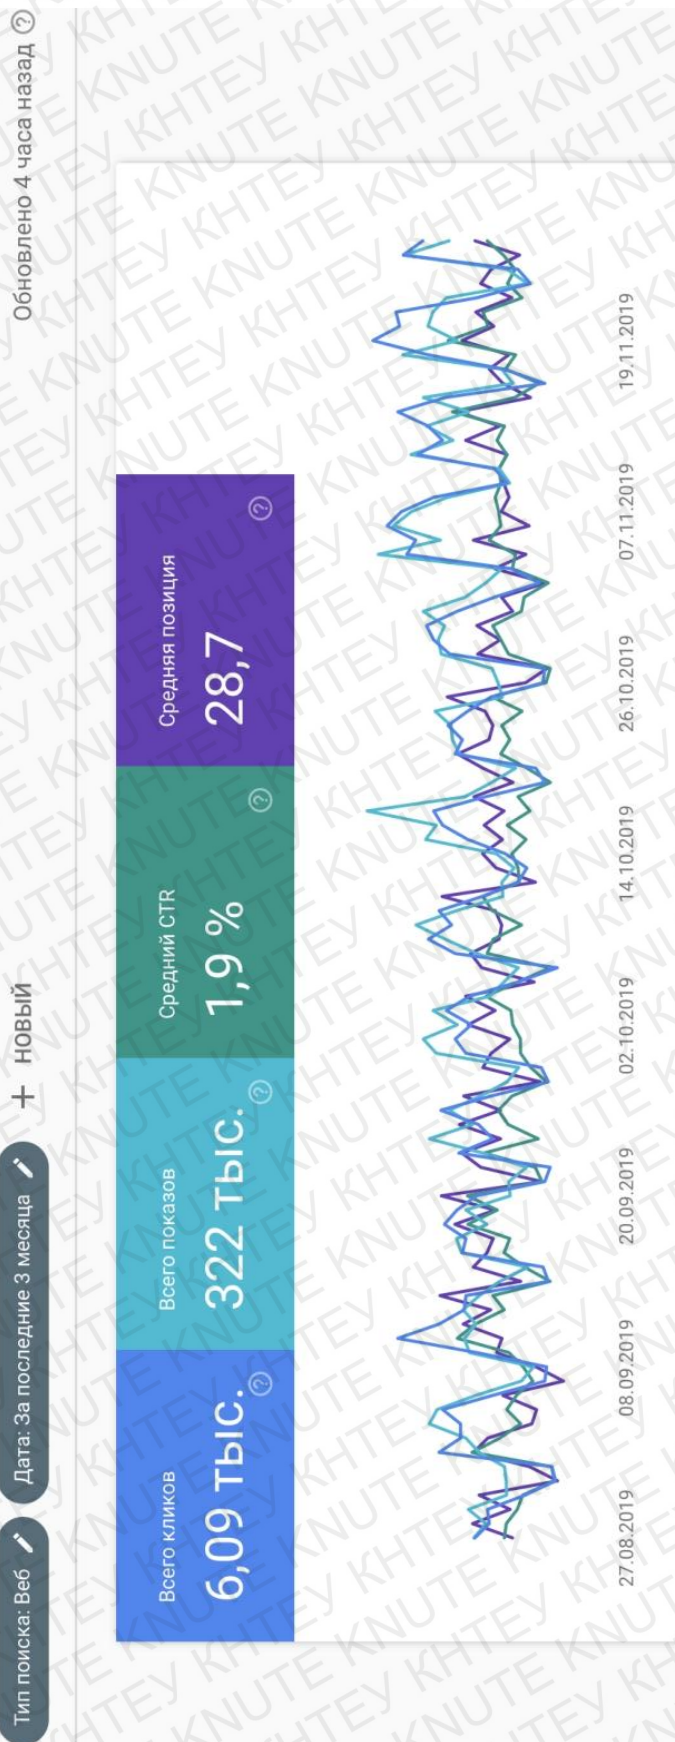 Тип поиска: Веб
Дата: За последние 3 месяца
+ НОВЫЙ
Обновлено 4 часа назад ?
Всего кликов
6,09 тыс.
?
Всего показов
322 тыс.
?
Средний CTR
1,9 %
?
Средняя позиция
28,7
?
27.08.2019
08.09.2019
20.09.2019
02.10.2019
14.10.2019
26.10.2019
07.11.2019
19.11.2019
KNUTE КНТЕУ